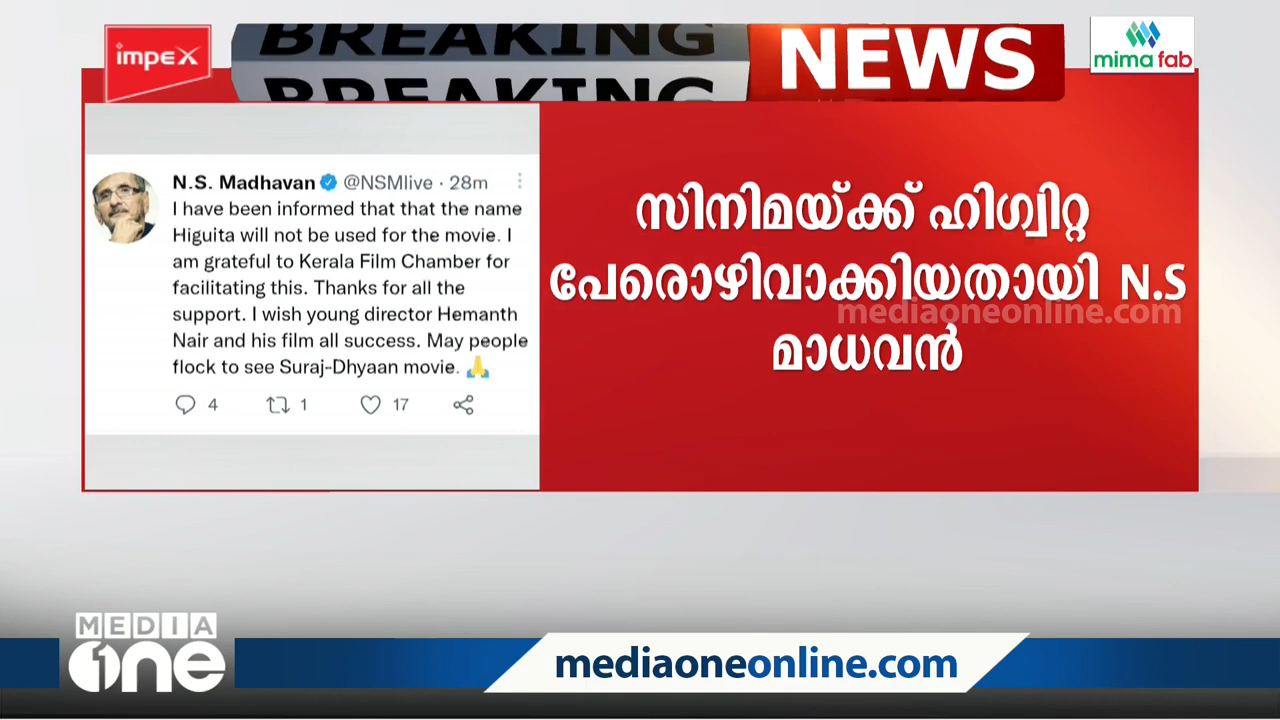 impex
BREAKING
BREAKING
NEWS
mima fab
N.S. Madhavan @NSMlive · 28m
I have been informed that that the name
Higuita will not be used for the movie. I
am grateful to Kerala Film Chamber for
facilitating this. Thanks for all the
support. I wish young director Hemanth
Nair and his film all success. May people
flock to see Suraj-Dhyaan movie. 🙏
4 1 17
സിനിമയ്ക്ക് ഹിഗ്വിറ്റ
പേരൊഴിവാക്കിയതായി N.S
മാധവൻ
mediaoneonline.com
MEDIA
one
mediaoneonline.com